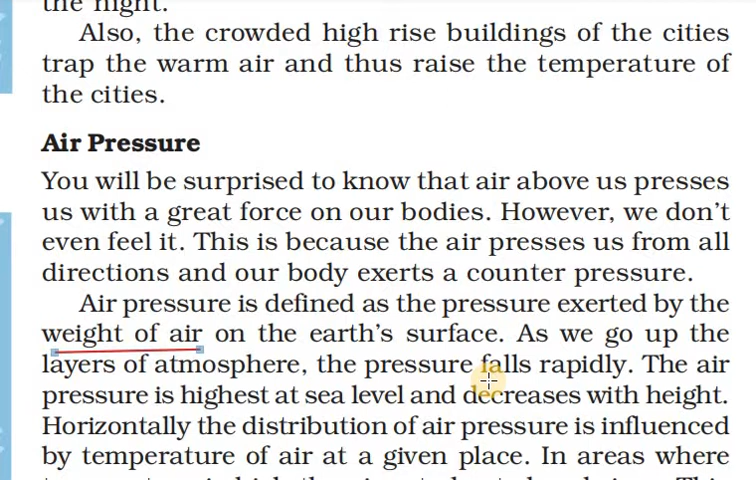 the night.
Also, the crowded high rise buildings of the cities
trap the warm air and thus raise the temperature of
the cities.
Air Pressure
You will be surprised to know that air above us presses
us with a great force on our bodies. However, we don't
even feel it. This is because the air presses us from all
directions and our body exerts a counter pressure.
Air pressure is defined as the pressure exerted by the
weight of air on the earth's surface. As we go up the
layers of atmosphere, the pressure falls rapidly. The air
pressure is highest at sea level and decreases with height.
Horizontally the distribution of air pressure is influenced
by temperature of air at a given place. In areas where